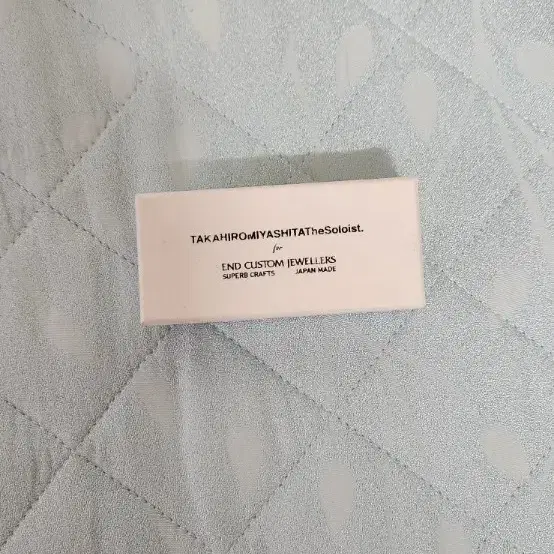 TAKAHIROMIYASHITATheSoloist.
for
END CUSTOM JEWELLERS
SUPERB CRAFTS JAPAN MADE